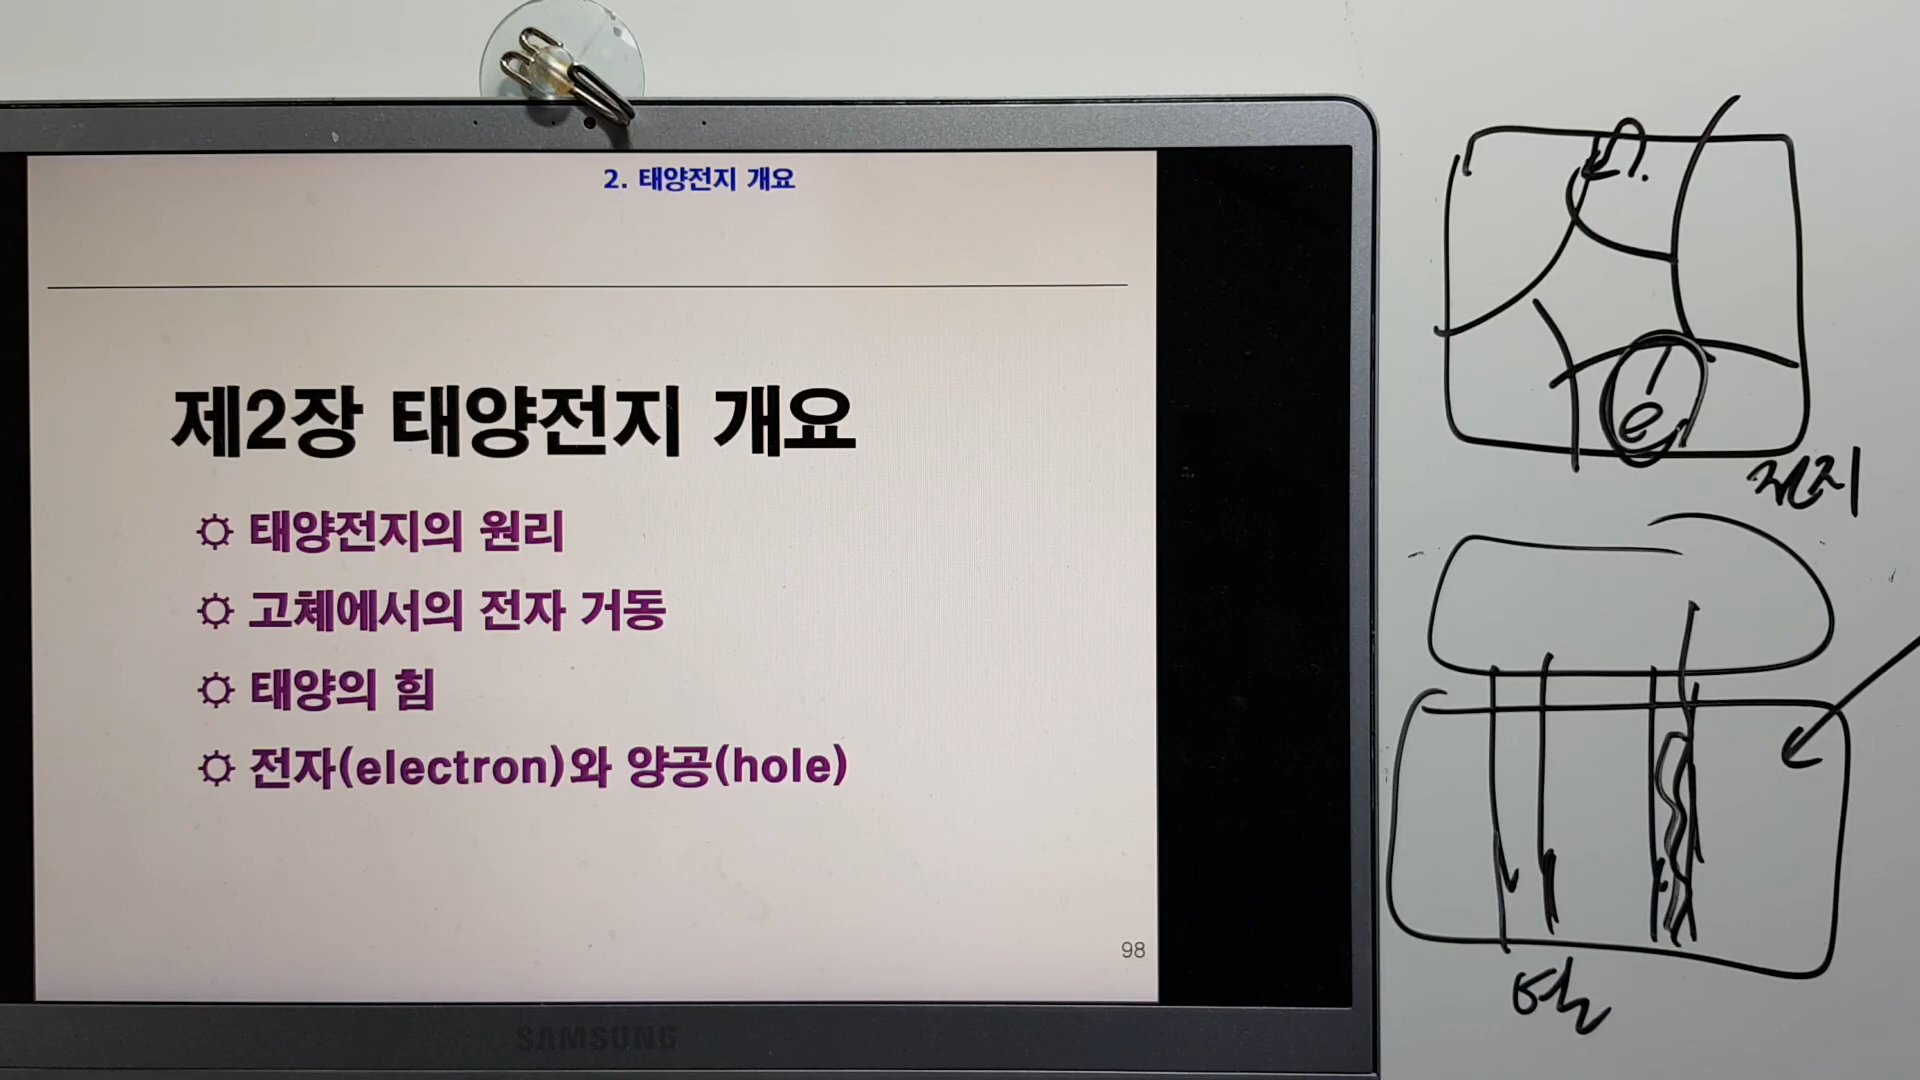 2. 태양전지 개요
제2장 태양전지 개요
☼ 태양전지의 원리
☼ 고체에서의 전자 거동
☼ 태양의 힘
☼ 전자(electron)와 양공(hole)
98
SAMSUNG
e